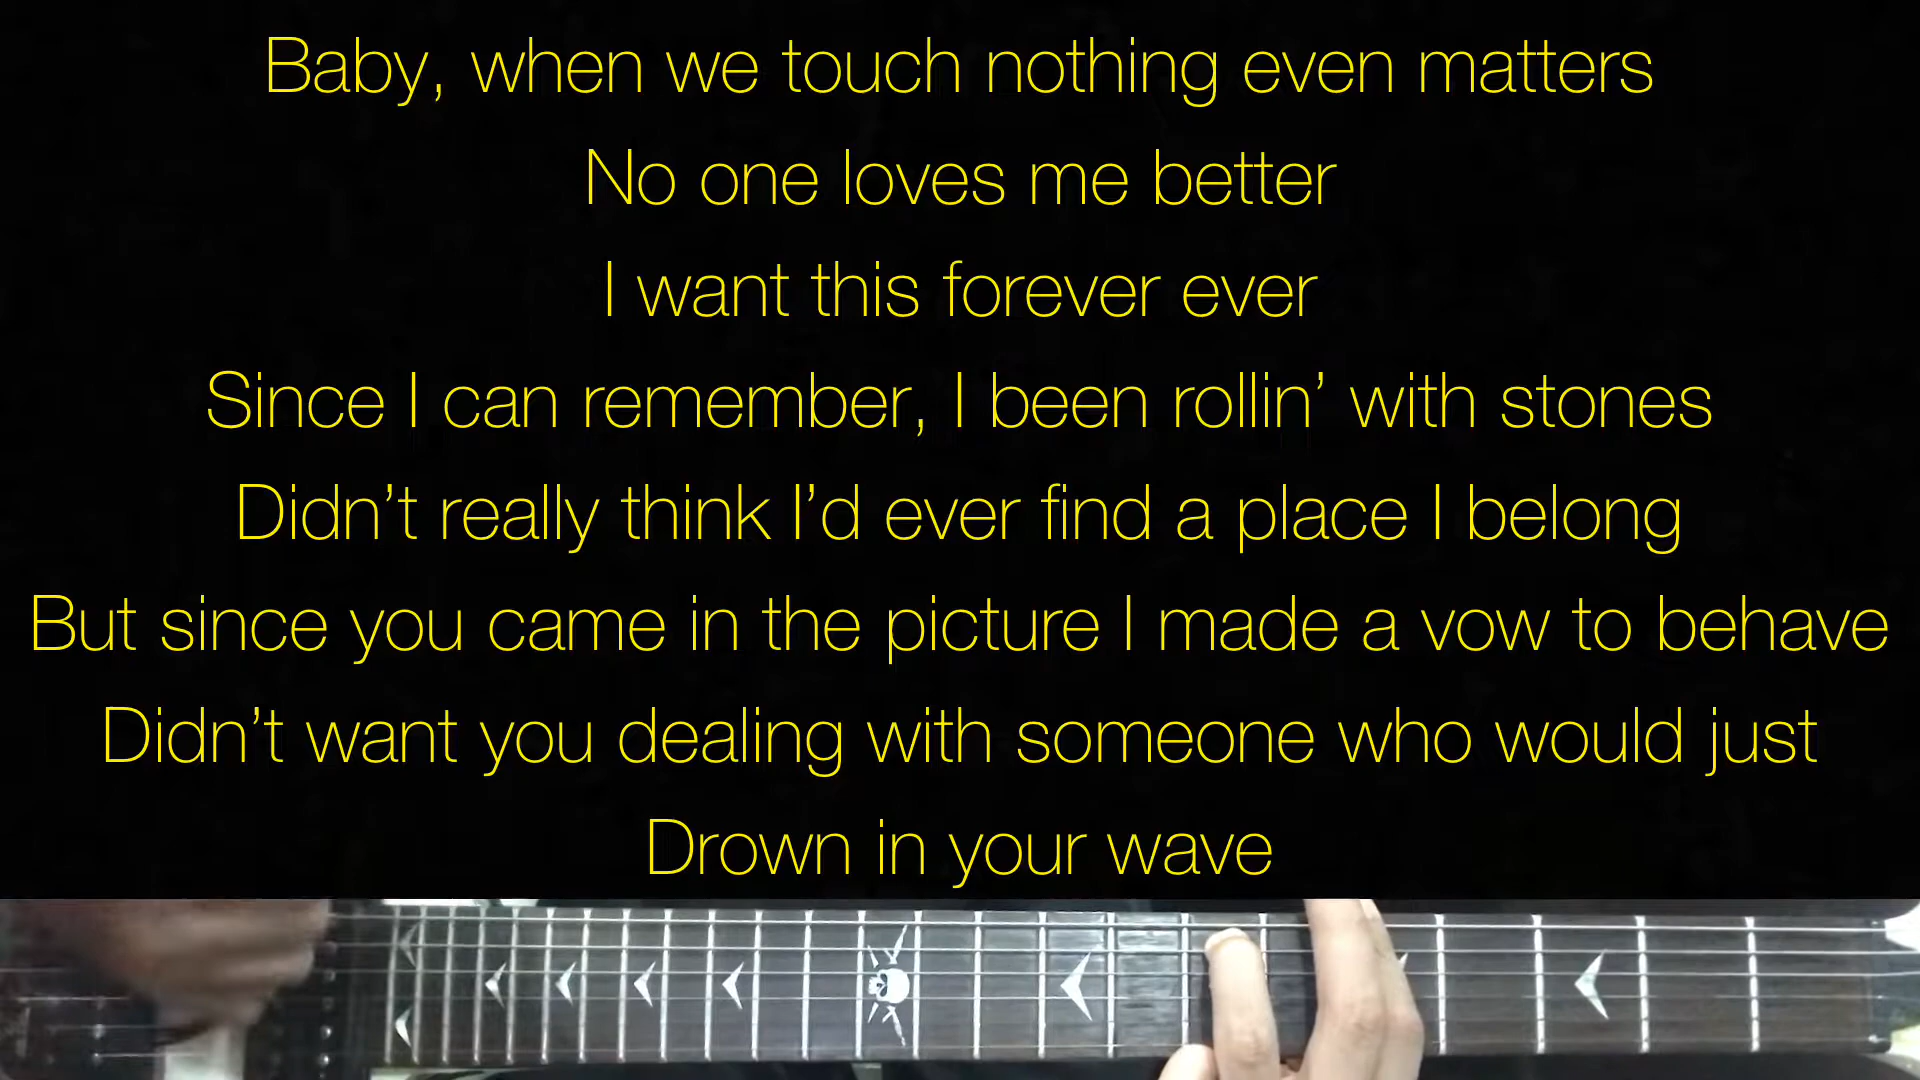 Baby, when we touch nothing even matters
No one loves me better
I want this forever ever
Since I can remember, I been rollin’ with stones
Didn’t really think I’d ever find a place I belong
But since you came in the picture I made a vow to behave
Didn’t want you dealing with someone who would just
Drown in your wave